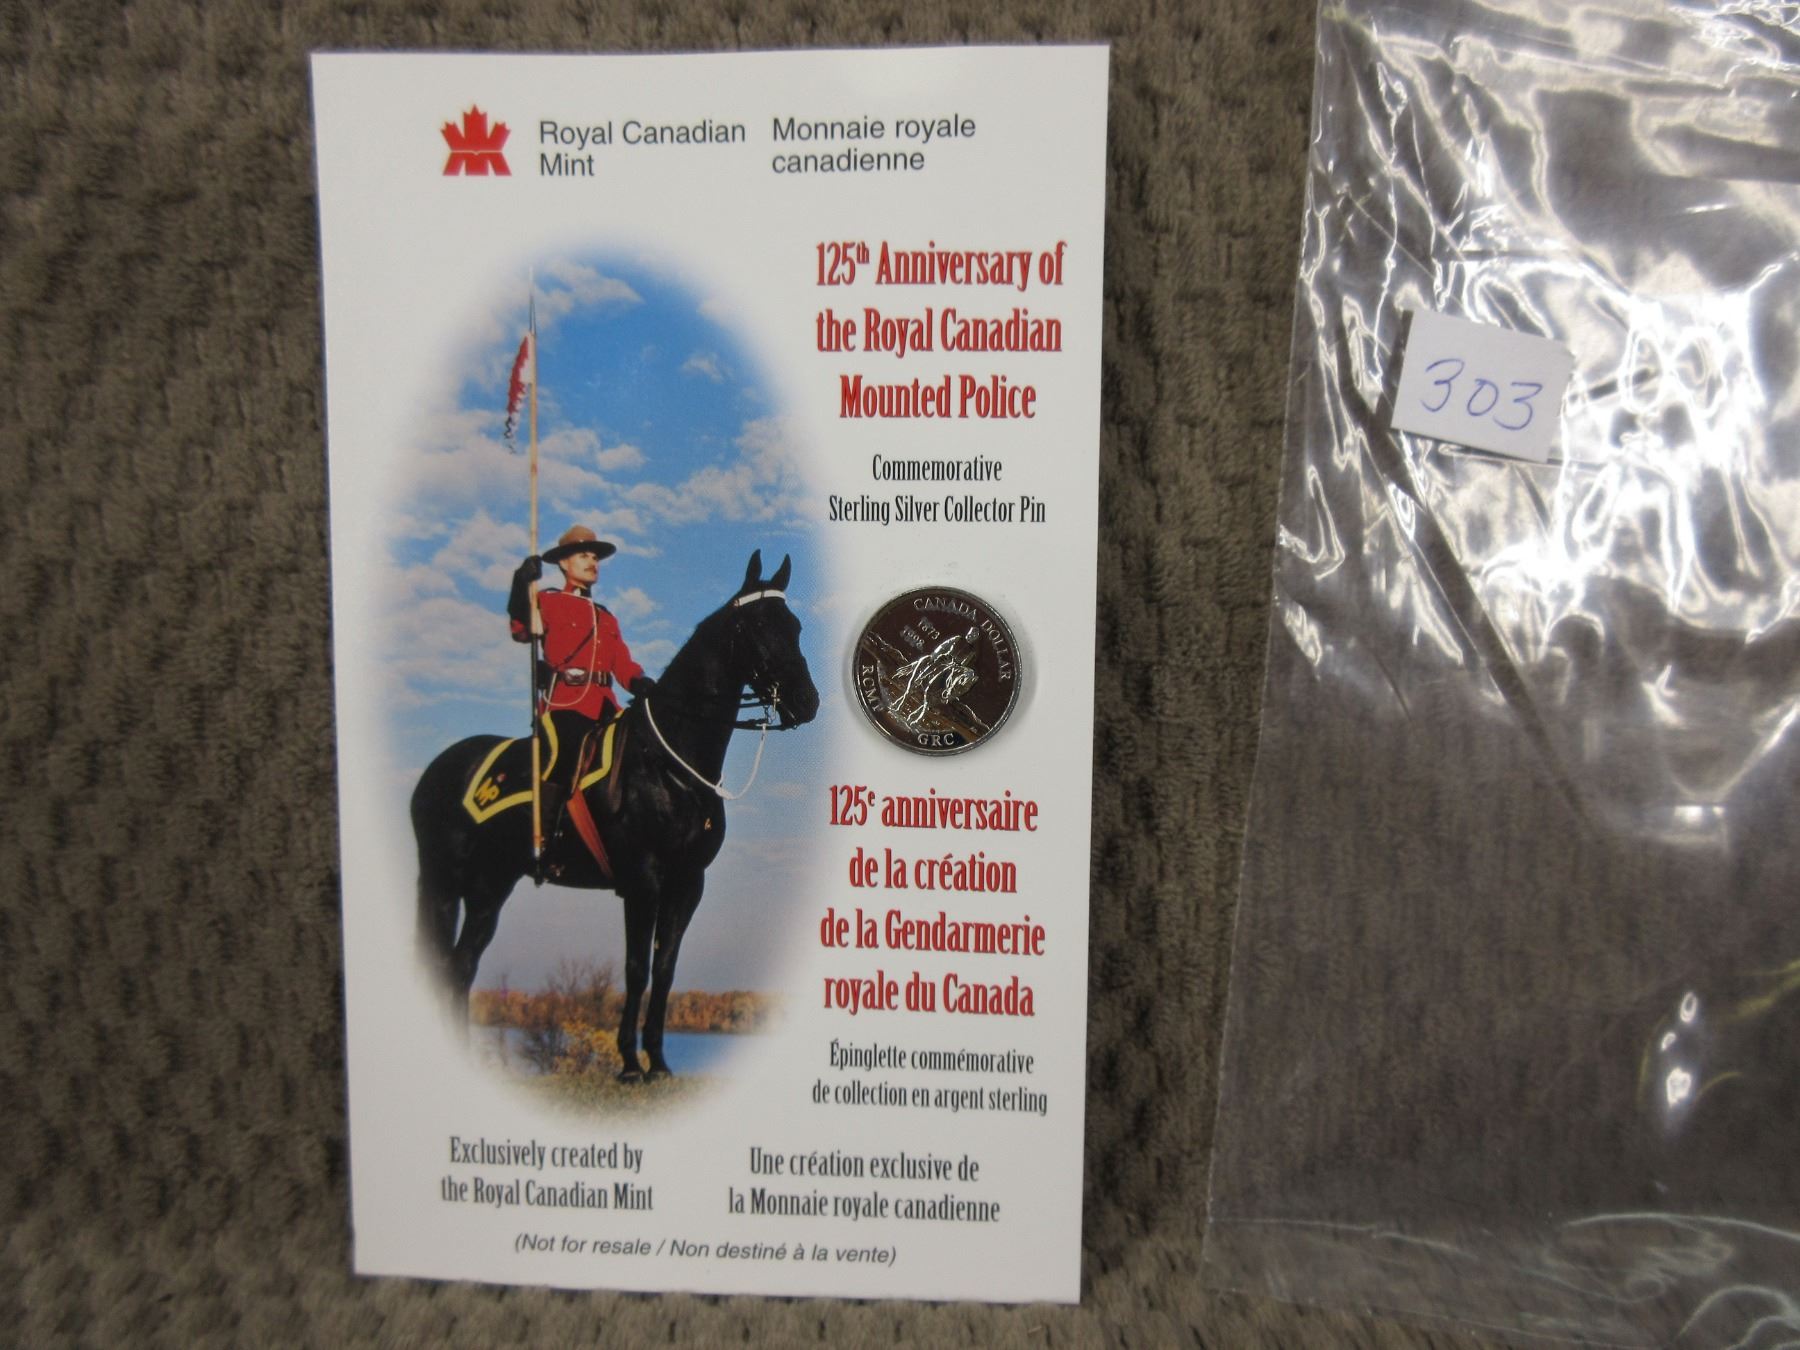 Royal Canadian
Mint
Monnaie royale
canadienne
125th Anniversary of
the Royal Canadian
Mounted Police
Commemorative
Sterling Silver Collector Pin
CANADA DOLLAR
1873
1998
RCMP
GRC
125e anniversaire
de la création
de la Gendarmerie
royale du Canada
Épinglette commémorative
de collection en argent sterling
Exclusively created by
the Royal Canadian Mint
Une création exclusive de
la Monnaie royale canadienne
(Not for resale / Non destiné à la vente)
303